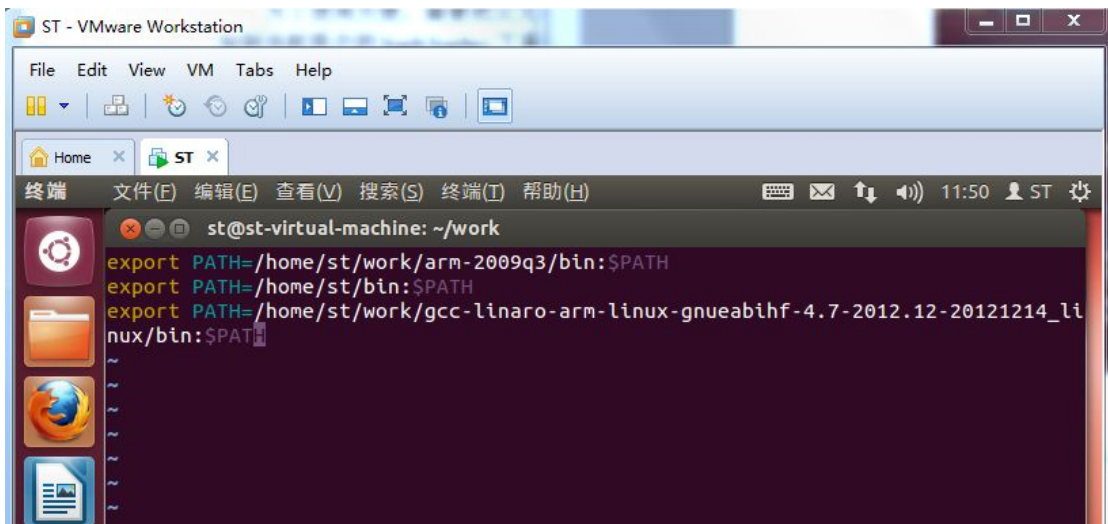 ST - VMware Workstation
File Edit View VM Tabs Help
Home ST
终端 文件(F) 编辑(E) 查看(V) 搜索(S) 终端(T) 帮助(H) 11:50 ST
st@st-virtual-machine: ~/work
export PATH=/home/st/work/arm-2009q3/bin:$PATH
export PATH=/home/st/bin:$PATH
export PATH=/home/st/work/gcc-linaro-arm-linux-gnueabihf-4.7-2012.12-20121214_li
nux/bin:$PATH
~
~
~
~
~
~
~